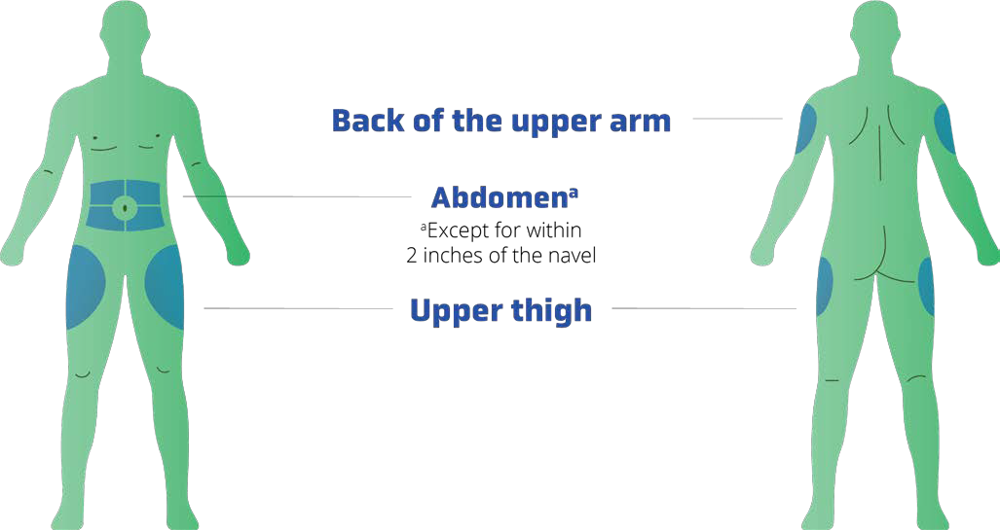 Back of the upper arm
Abdomenᵃ
ᵃExcept for within
2 inches of the navel
Upper thigh